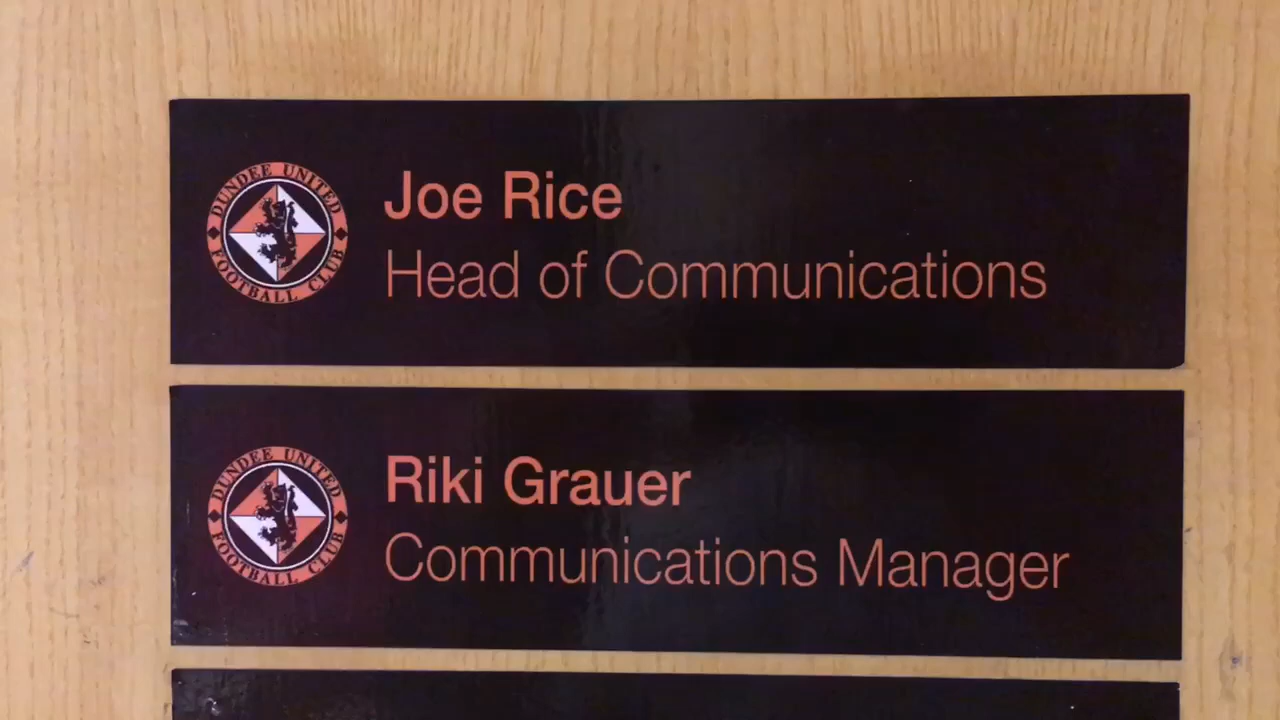 DUNDEE UNITED
FOOTBALL CLUB
Joe Rice
Head of Communications
DUNDEE UNITED
FOOTBALL CLUB
Riki Grauer
Communications Manager